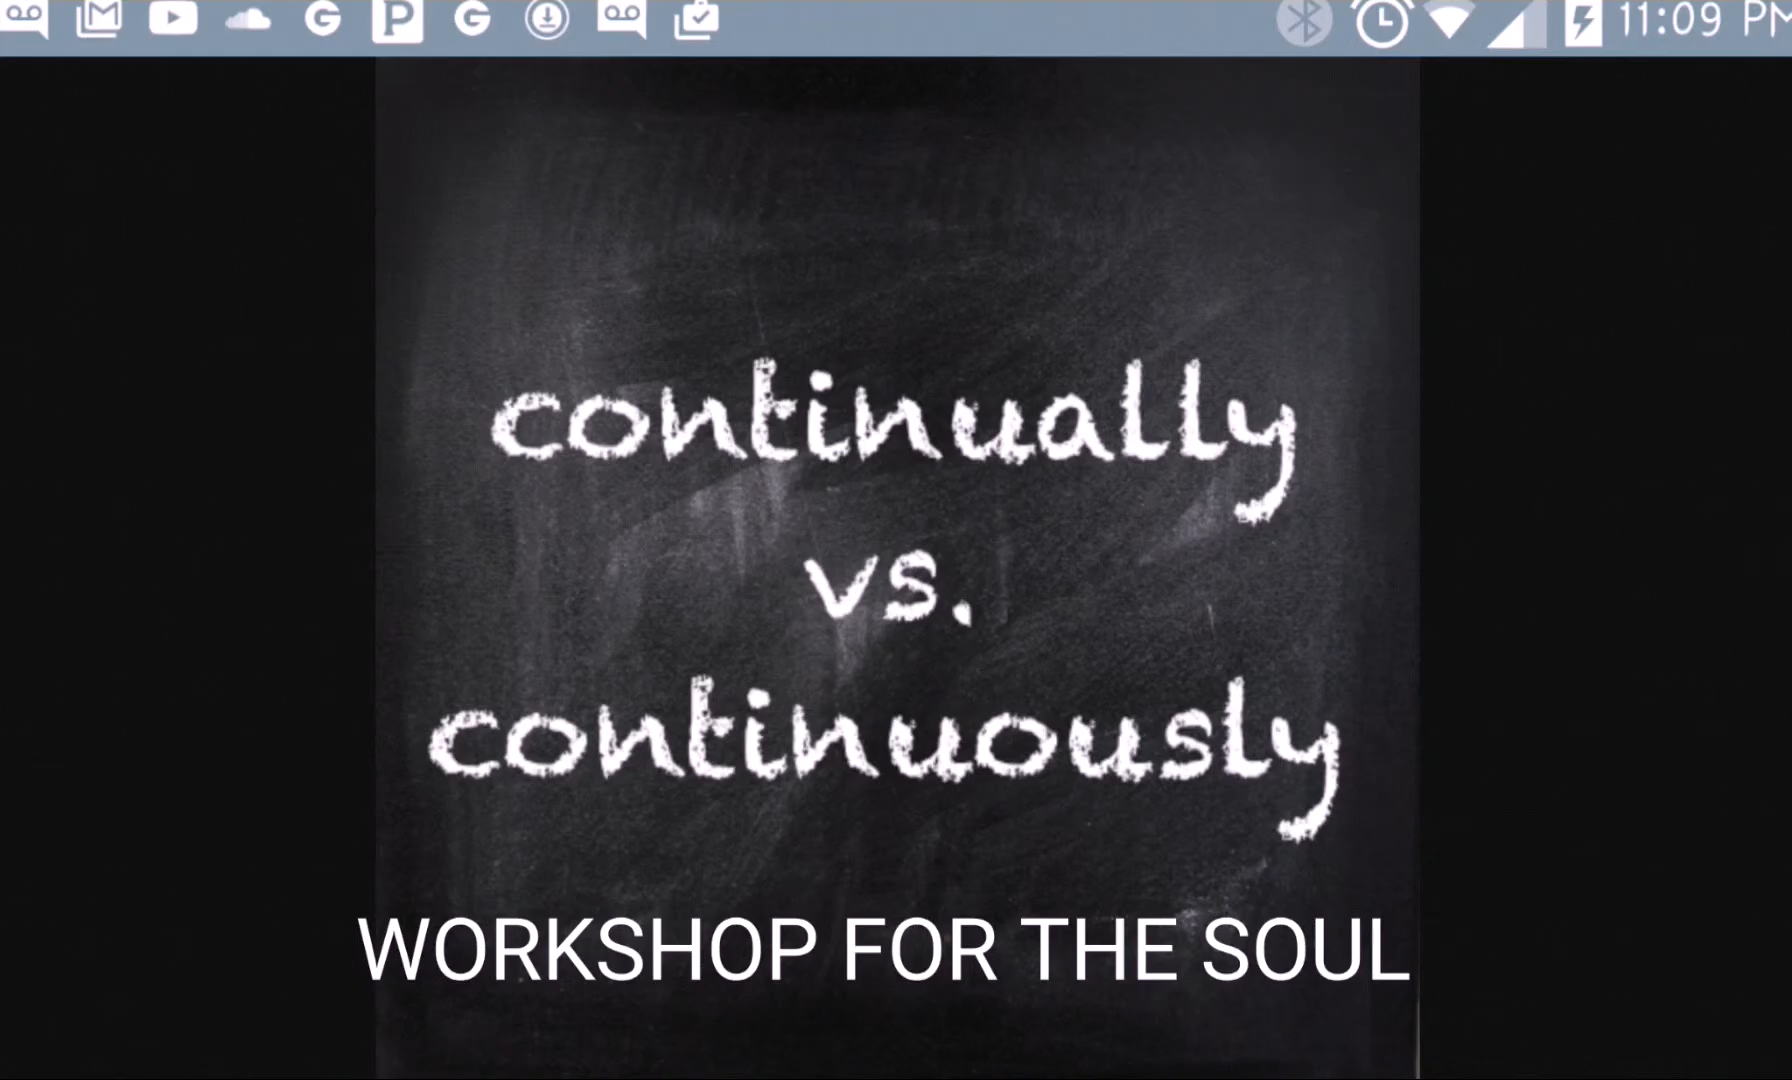 11:09 PM
continually
vs.
continuously
WORKSHOP FOR THE SOUL